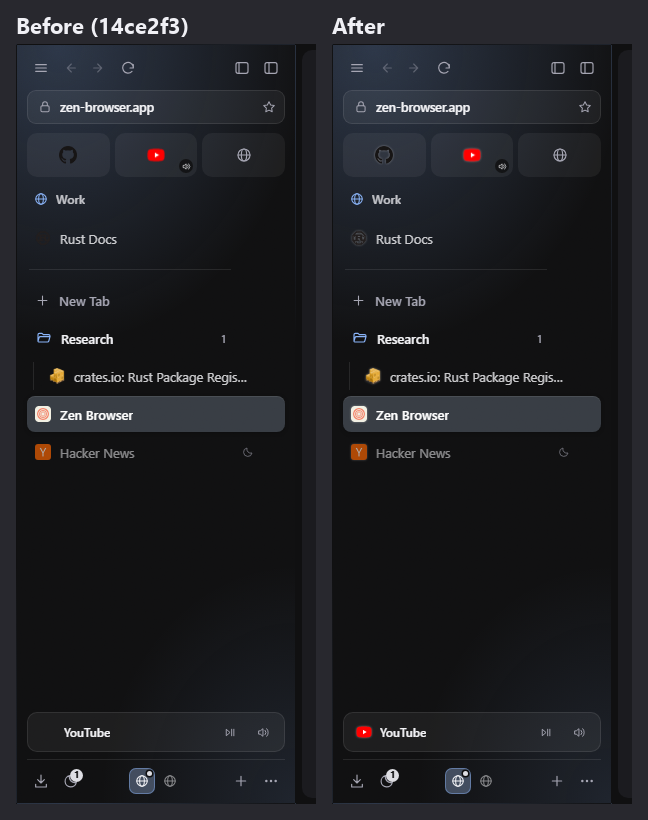 Before (14ce2f3)
zen-browser.app
Work
Rust Docs
New Tab
Research 1
crates.io: Rust Package Regis...
Zen Browser
Y Hacker News
YouTube
1
After
zen-browser.app
Work
Rust Docs
New Tab
Research 1
crates.io: Rust Package Regis...
Zen Browser
Y Hacker News
YouTube
1